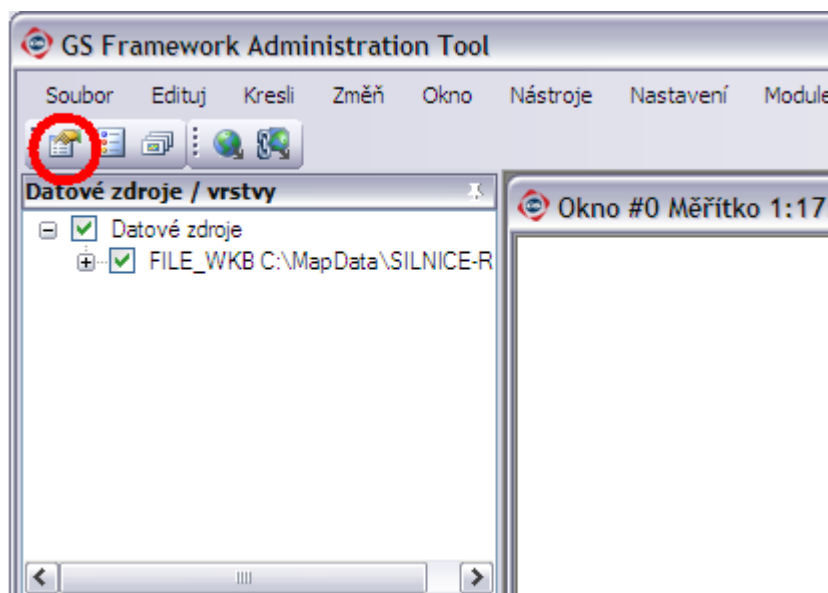 GS Framework Administration Tool
Soubor Edituj Kresli Změň Okno Nástroje Nastavení Module
Datové zdroje / vrstvy
Okno #0 Měřítko 1:17
Datové zdroje
FILE_WKB C:\MapData\SILNICE-R